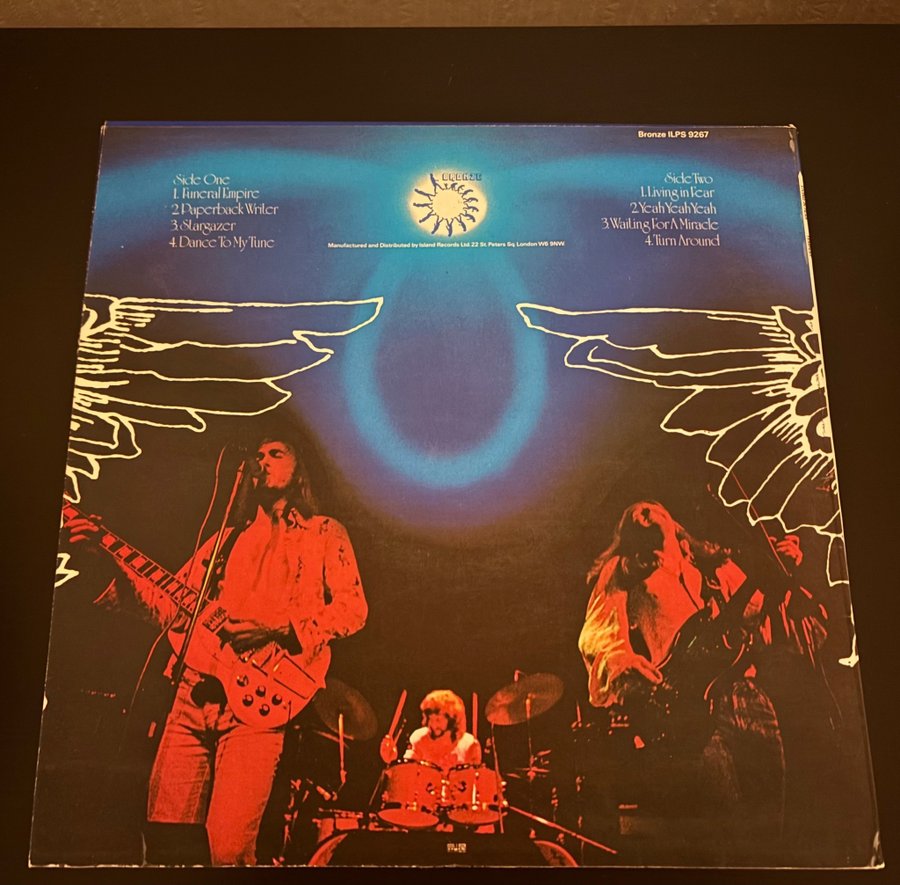 Bronze ILPS 9267
BRONZE
Side One
1. Funeral Empire
2. Paperback Writer
3. Stargazer
4. Dance To My Tune
Side Two
1. Living in Fear
2. Yeah Yeah Yeah
3. Waiting For A Miracle
4. Turn Around
Manufactured and Distributed by Island Records Ltd. 22 St. Peters Sq. London W6 9NW